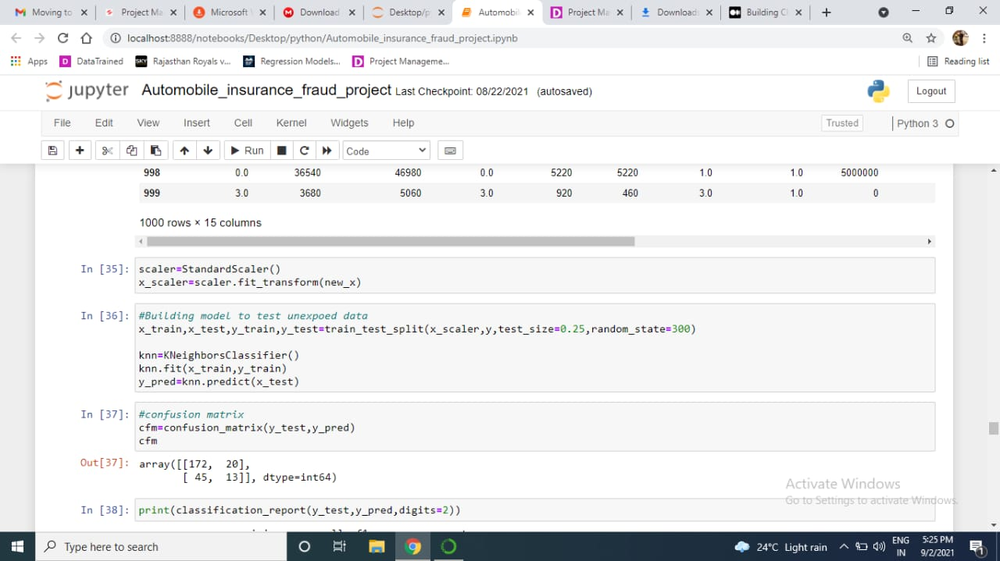 Moving to
Project Ma
Microsoft
Download
Desktop/p
Automobil
Project Ma
Download
Building C
localhost:8888/notebooks/Desktop/python/Automobile_insurance_fraud_project.ipynb
Apps
DataTrained
SKY
Rajasthan Royals v...
Regression Models...
Project Manageme...
Reading list
jupyter
Automobile_insurance_fraud_project Last Checkpoint: 08/22/2021 (autosaved)
Logout
File Edit View Insert Cell Kernel Widgets Help
Trusted
Python 3
Run
Code
998 0.0 36540 46980 0.0 5220 5220 1.0 1.0 5000000
999 3.0 3680 5060 3.0 920 460 3.0 1.0 0
1000 rows × 15 columns
In [35]: scaler=StandardScaler()
x_scaler=scaler.fit_transform(new_x)
In [36]: #Building model to test unexpoed data
x_train,x_test,y_train,y_test=train_test_split(x_scaler,y,test_size=0.25,random_state=300)
knn=KNeighborsClassifier()
knn.fit(x_train,y_train)
y_pred=knn.predict(x_test)
In [37]: #confusion matrix
cfm=confusion_matrix(y_test,y_pred)
cfm
Out[37]: array([[172, 20],
[ 45, 13]], dtype=int64)
Activate Windows
Go to Settings to activate Windows.
In [38]: print(classification_report(y_test,y_pred,digits=2))
Type here to search
24°C Light rain
ENG
IN
5:25 PM
9/2/2021
1